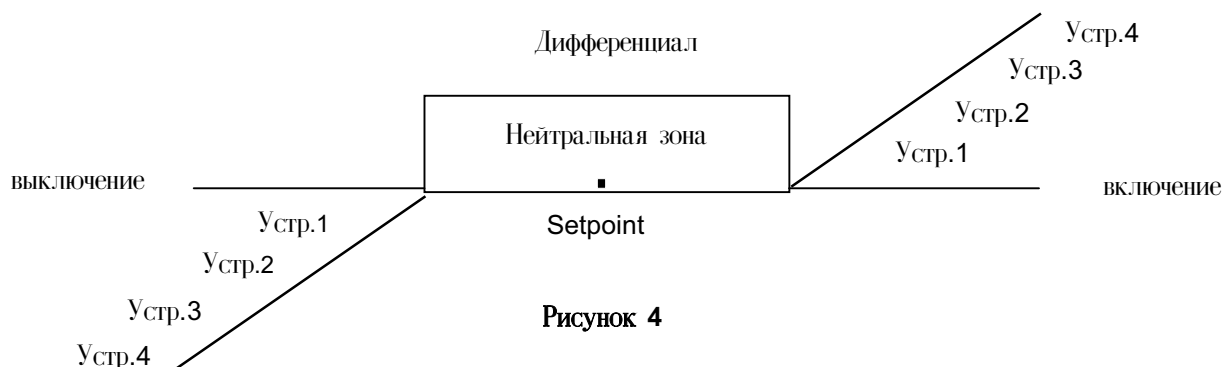 Дифференциал
Устр.4
Устр.3
Нейтральная зона
Устр.2
Устр.1
выключение
включение
Устр.1
Setpoint
Устр.2
Устр.3
Рисунок 4
Устр.4